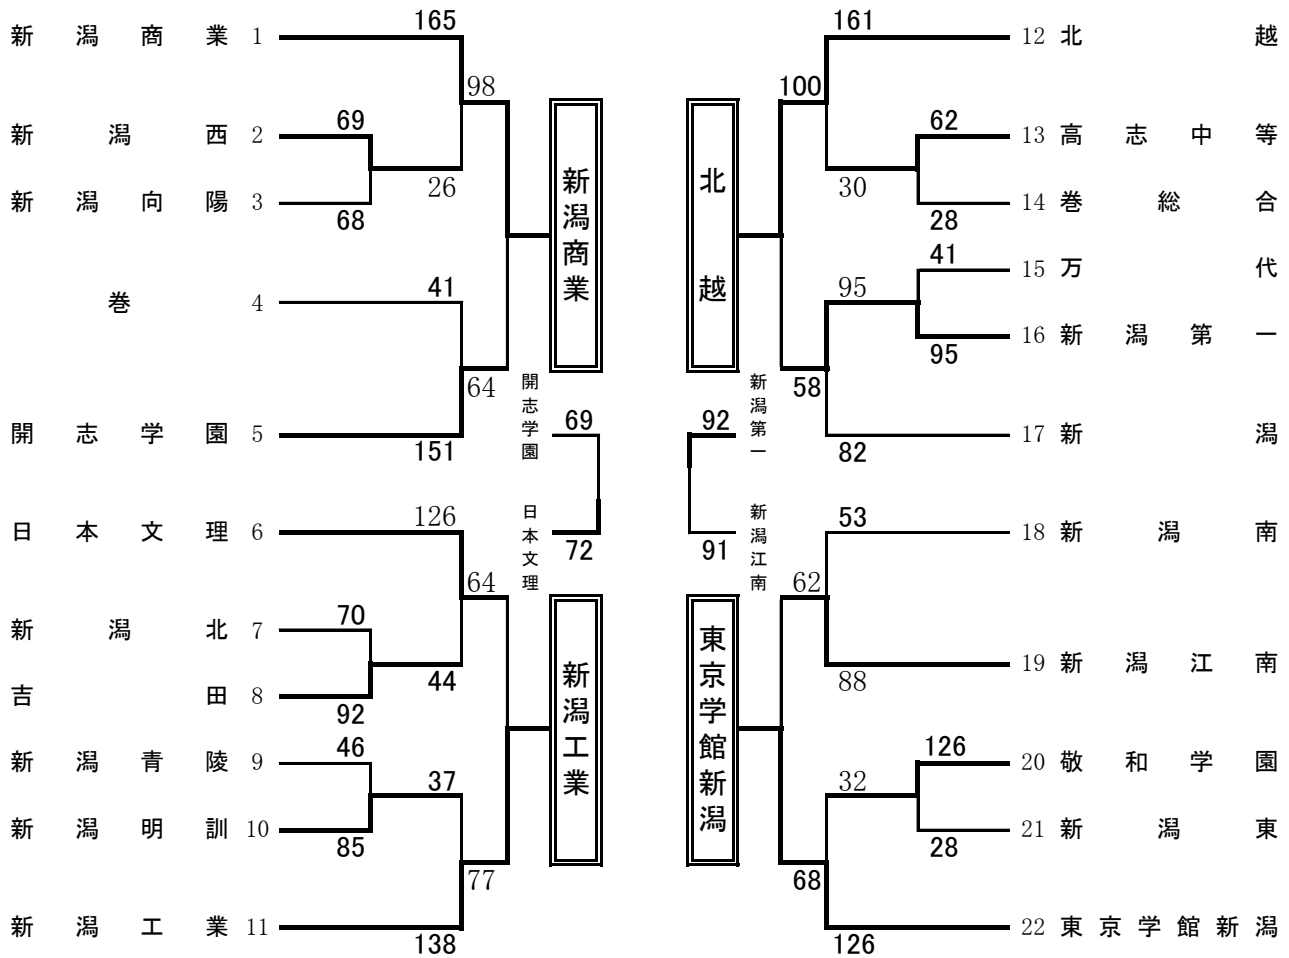 165
新潟商業 1
98
新潟西 2
69
26
新潟向陽 3
68
新潟商業
巻 4
41
64
開志学園 5
151
開志学園
69
日本文理
72
日本文理 6
126
64
新潟北 7
70
44
吉田 8
92
新潟工業
新潟青陵 9
46
37
新潟明訓 10
85
77
新潟工業 11
138
161
12 北越
100
62
13 高志中等
30
14 巻総合
28
北越
41
15 万代
95
16 新潟第一
95
58
17 新潟
82
新潟第一
92
新潟江南
91
53
18 新潟南
62
19 新潟江南
88
東京学館新潟
126
20 敬和学園
32
21 新潟東
28
68
22 東京学館新潟
126